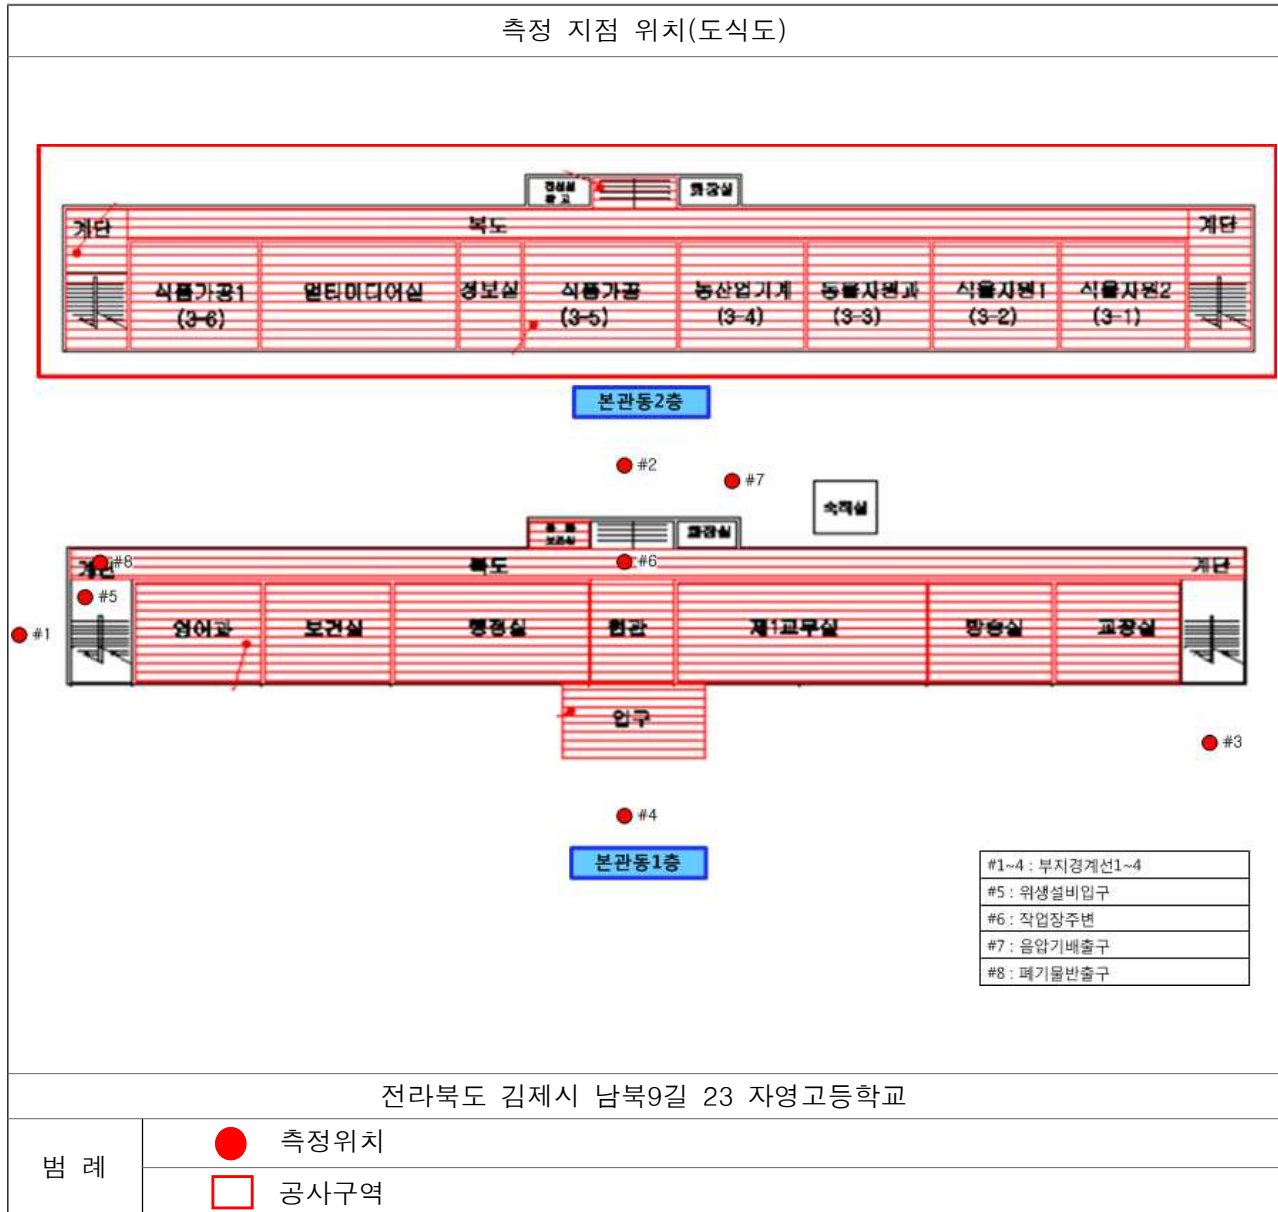 측정 지점 위치(도식도)
화장실
계단 복도 계단
식품가공1 멀티미디어실 정보실 식품가공 농산업기계 동물자원과 식물자원1 식물자원2
(3-6) (3-5) (3-4) (3-3) (3-2) (3-1)
본관동2층
#2
#7
숙직실
화장실
계단 #8 복도 #6 계단
#5
#1 영어과 보건실 행정실 현관 제1교무실 방송실 교장실
입구
#3
#4
본관동1층
#1~4 : 부지경계선1~4
#5 : 위생설비입구
#6 : 작업장주변
#7 : 음압기배출구
#8 : 폐기물반출구
전라북도 김제시 남북9길 23 자영고등학교
범 례
측정위치
공사구역